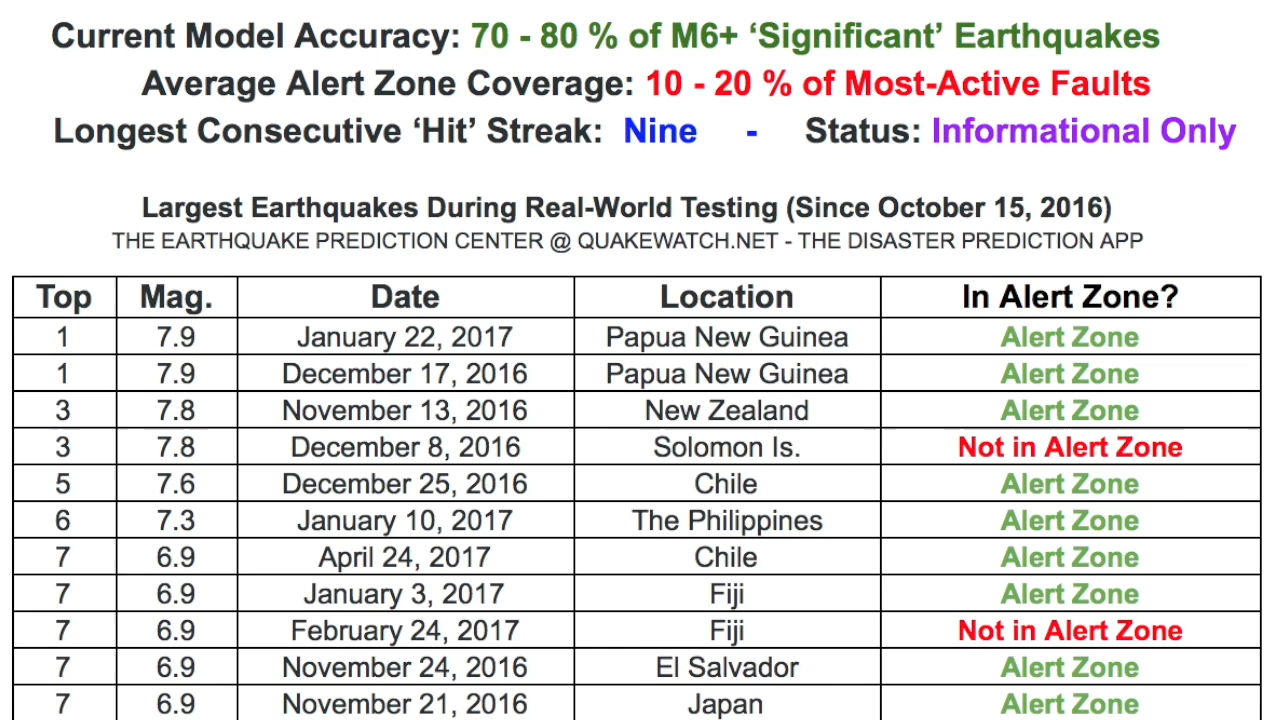 Current Model Accuracy: 70 - 80 % of M6+ ‘Significant’ Earthquakes
Average Alert Zone Coverage: 10 - 20 % of Most-Active Faults
Longest Consecutive ‘Hit’ Streak: Nine - Status: Informational Only
Largest Earthquakes During Real-World Testing (Since October 15, 2016)
THE EARTHQUAKE PREDICTION CENTER @ QUAKEWATCH.NET - THE DISASTER PREDICTION APP
Top Mag. Date Location In Alert Zone?
1 7.9 January 22, 2017 Papua New Guinea Alert Zone
1 7.9 December 17, 2016 Papua New Guinea Alert Zone
3 7.8 November 13, 2016 New Zealand Alert Zone
3 7.8 December 8, 2016 Solomon Is. Not in Alert Zone
5 7.6 December 25, 2016 Chile Alert Zone
6 7.3 January 10, 2017 The Philippines Alert Zone
7 6.9 April 24, 2017 Chile Alert Zone
7 6.9 January 3, 2017 Fiji Alert Zone
7 6.9 February 24, 2017 Fiji Not in Alert Zone
7 6.9 November 24, 2016 El Salvador Alert Zone
7 6.9 November 21, 2016 Japan Alert Zone